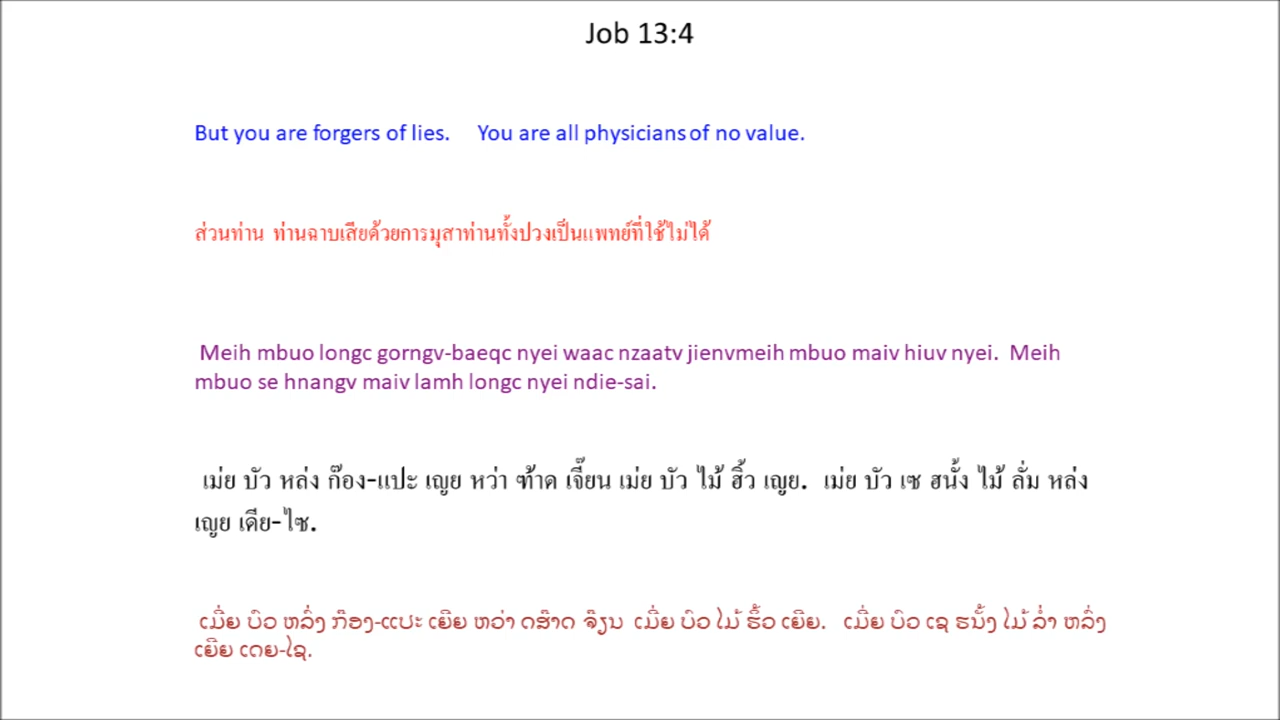 Job 13:4
But you are forgers of lies. You are all physicians of no value.
ส่วนท่าน ท่านฉาบเสียด้วยการมุสาท่านทั้งปวงเป็นแพทย์ที่ใช้ไม่ได้
Meih mbuo longc gorngv-baeqc nyei waac nzaatv jienvmeih mbuo maiv hiuv nyei. Meih
mbuo se hnangv maiv lamh longc nyei ndie-sai.
เม่ย บัว หล่ง ก๊อง-แปะ เญย หว่า ฑ้าด เจี๊ยน เม่ย บัว ไม้ ฮิ้ว เญย. เม่ย บัว เซ ฮนั้ง ไม้ ลั่ม หล่ง
เญย เดีย-ไซ.
ເມີ່ຍ ບົວ ຫລົ່ງ ກ໊ອງ-ແປະ ເຍີຍ ຫວ່າ ດສ໊າດ ຈ໊ຽນ ເມີ່ຍ ບົວ ໄມ້ ຮິ້ວ ເຍີຍ. ເມີ່ຍ ບົວ ເຊ ຮນັ້ງ ໄມ້ ລ່ຳ ຫລົ່ງ
ເຍີຍ ເດຍ-ໄຊ.